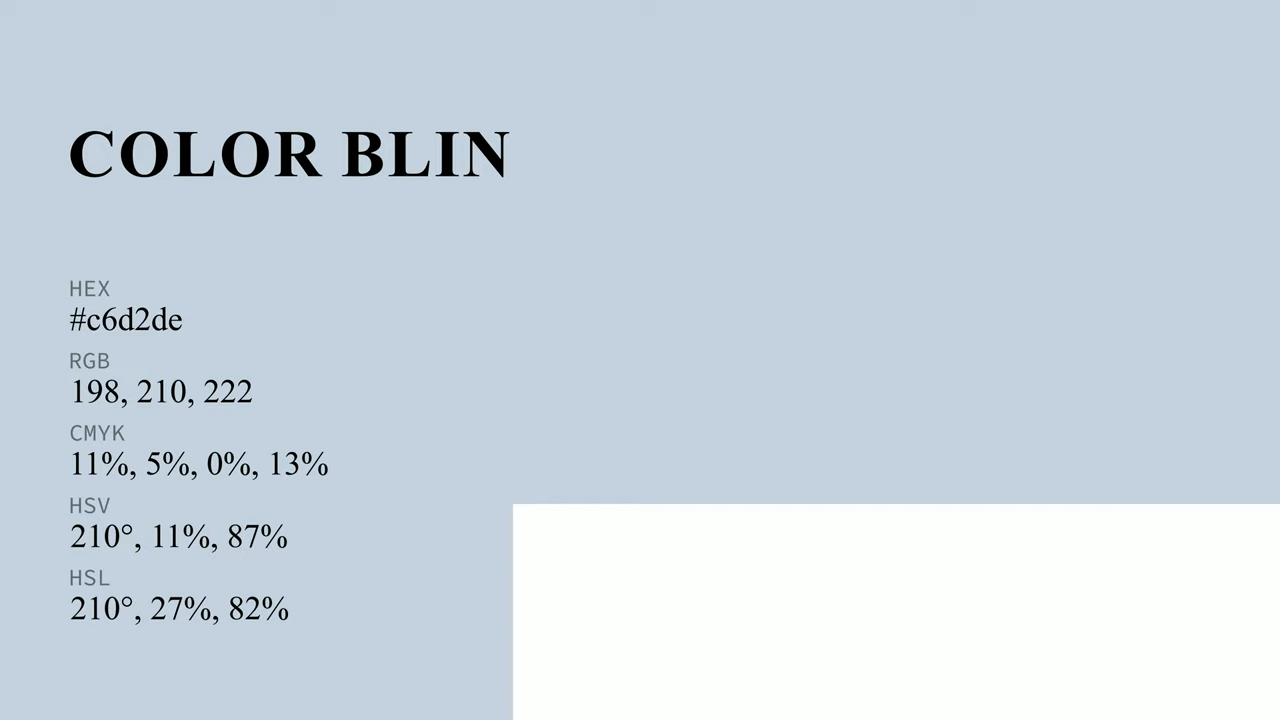 COLOR BLIN
HEX
#c6d2de
RGB
198, 210, 222
CMYK
11%, 5%, 0%, 13%
HSV
210°, 11%, 87%
HSL
210°, 27%, 82%